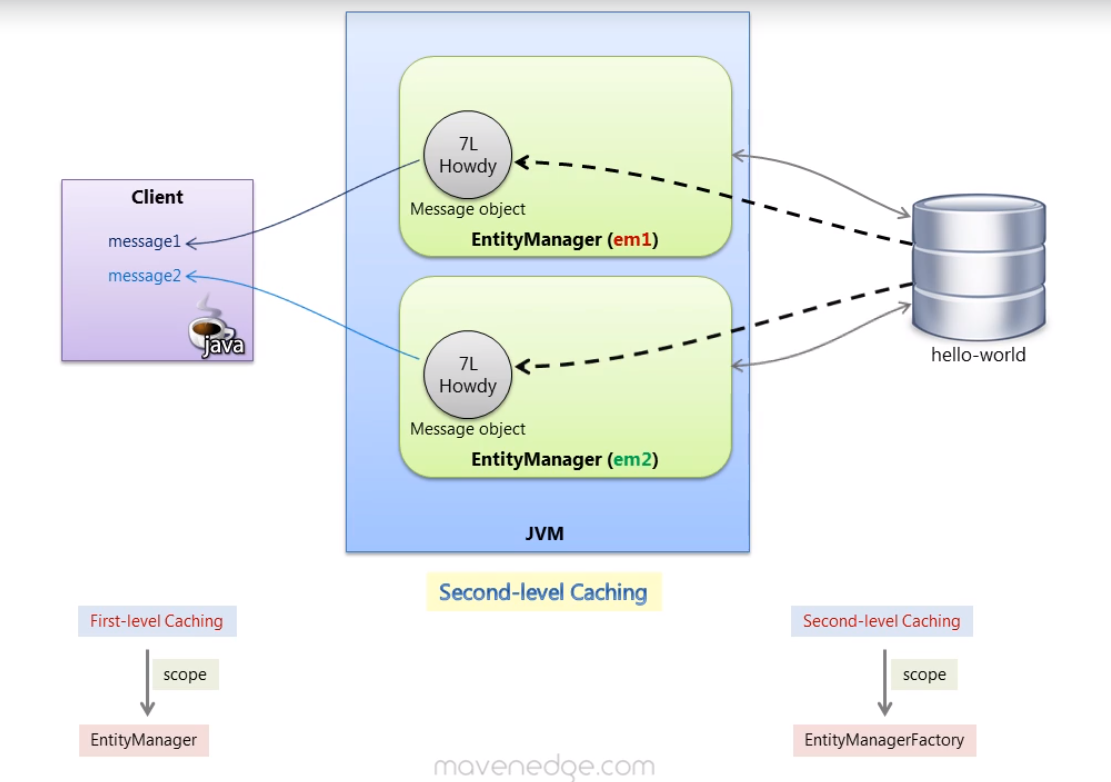 Client
message1
message2
java
7L
Howdy
Message object
EntityManager (em1)
7L
Howdy
Message object
EntityManager (em2)
JVM
hello-world
Second-level Caching
First-level Caching
scope
EntityManager
Second-level Caching
scope
EntityManagerFactory
mavenedge.com